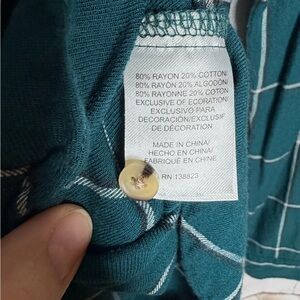 80% RAYON 20% COTTON/
80% RAYON 20% ALGODÓN/
80% RAYONNE 20% COTON
EXCLUSIVE OF ECORATION/
EXCLUSIVO PARA
DECORACIÓN/EXCLUSIF
DE DÉCORATION
MADE IN CHINA/
HECHO EN CHINA/
FABRIQUÉ EN CHINE
RN 138823